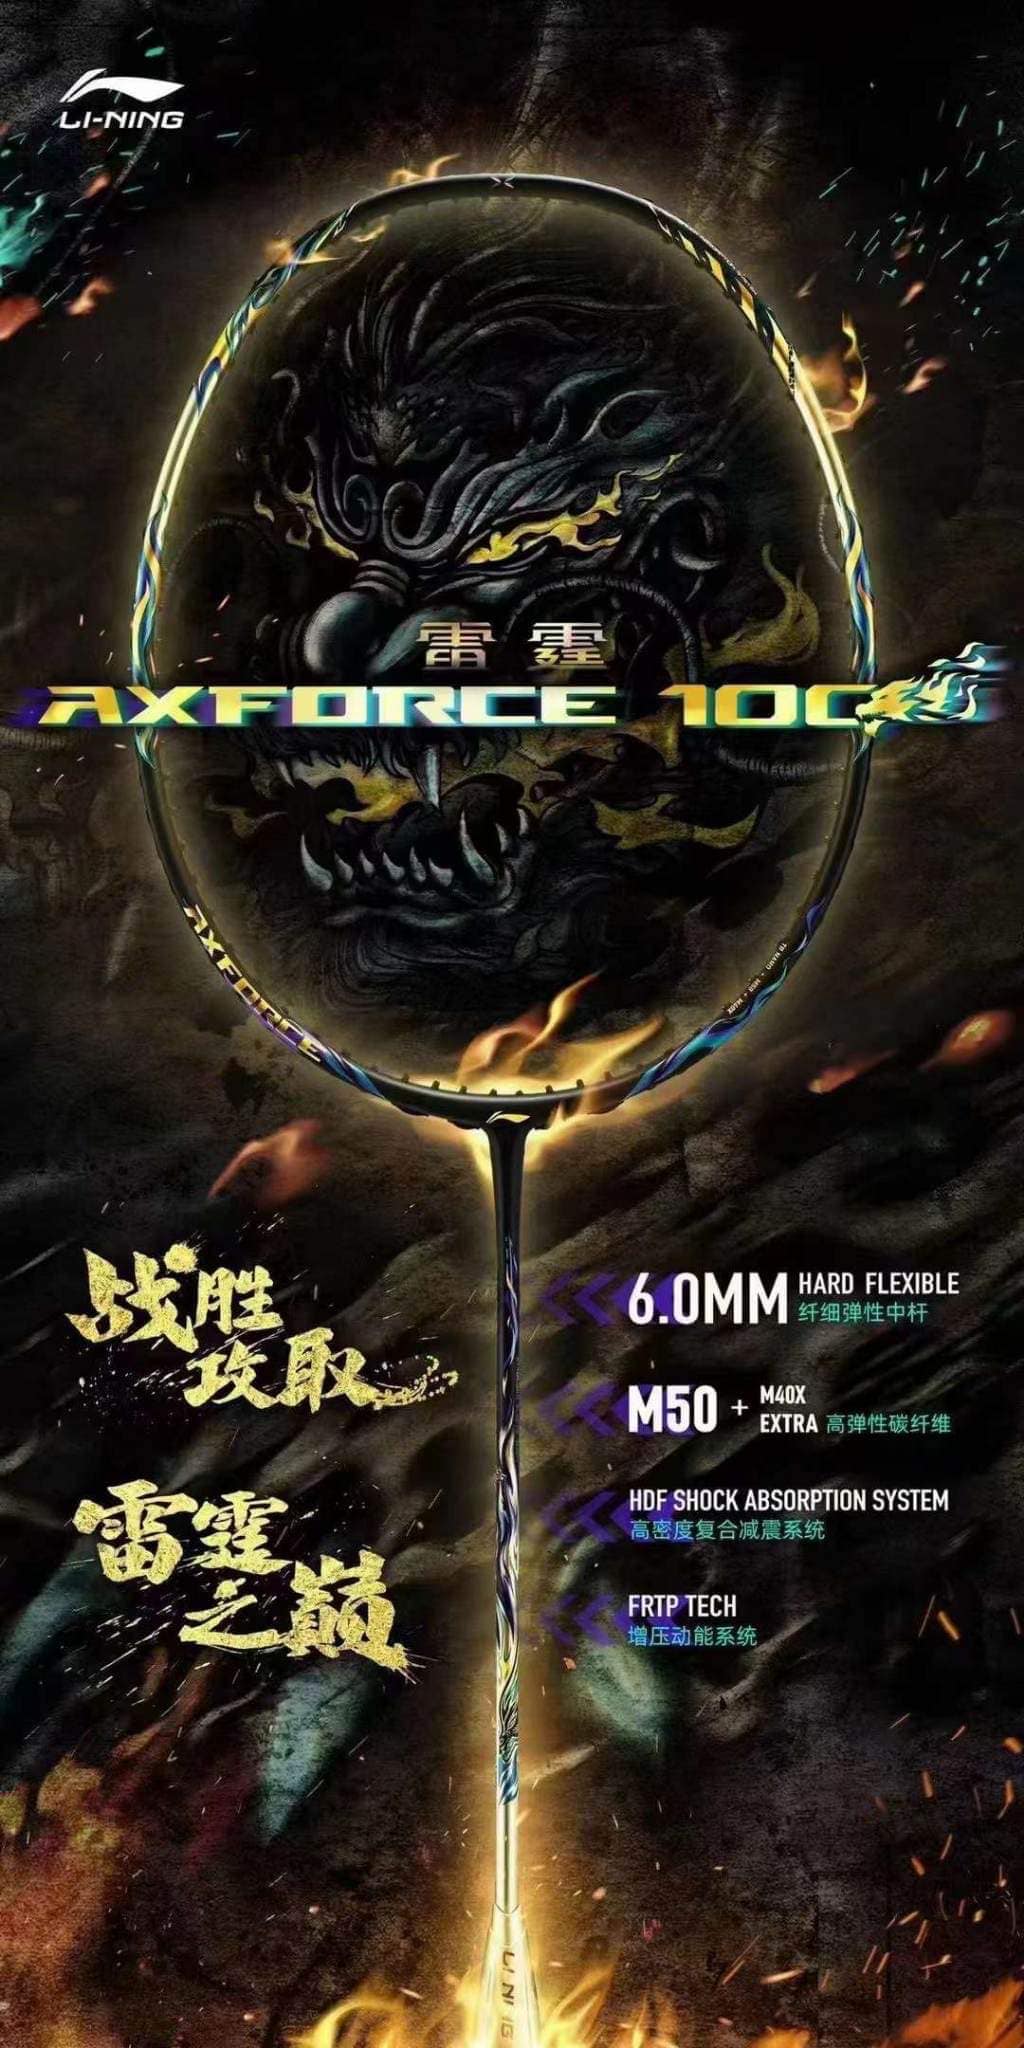 LI-NING
雷霆
AXFORCE 100
AXFORCE
战胜
攻取
雷霆
之巅
6.0MM HARD FLEXIBLE
纤细弹性中杆
M50 + M40X
EXTRA 高弹性碳纤维
HDF SHOCK ABSORPTION SYSTEM
高密度复合减震系统
FRTP TECH
增压动能系统
LI-NING